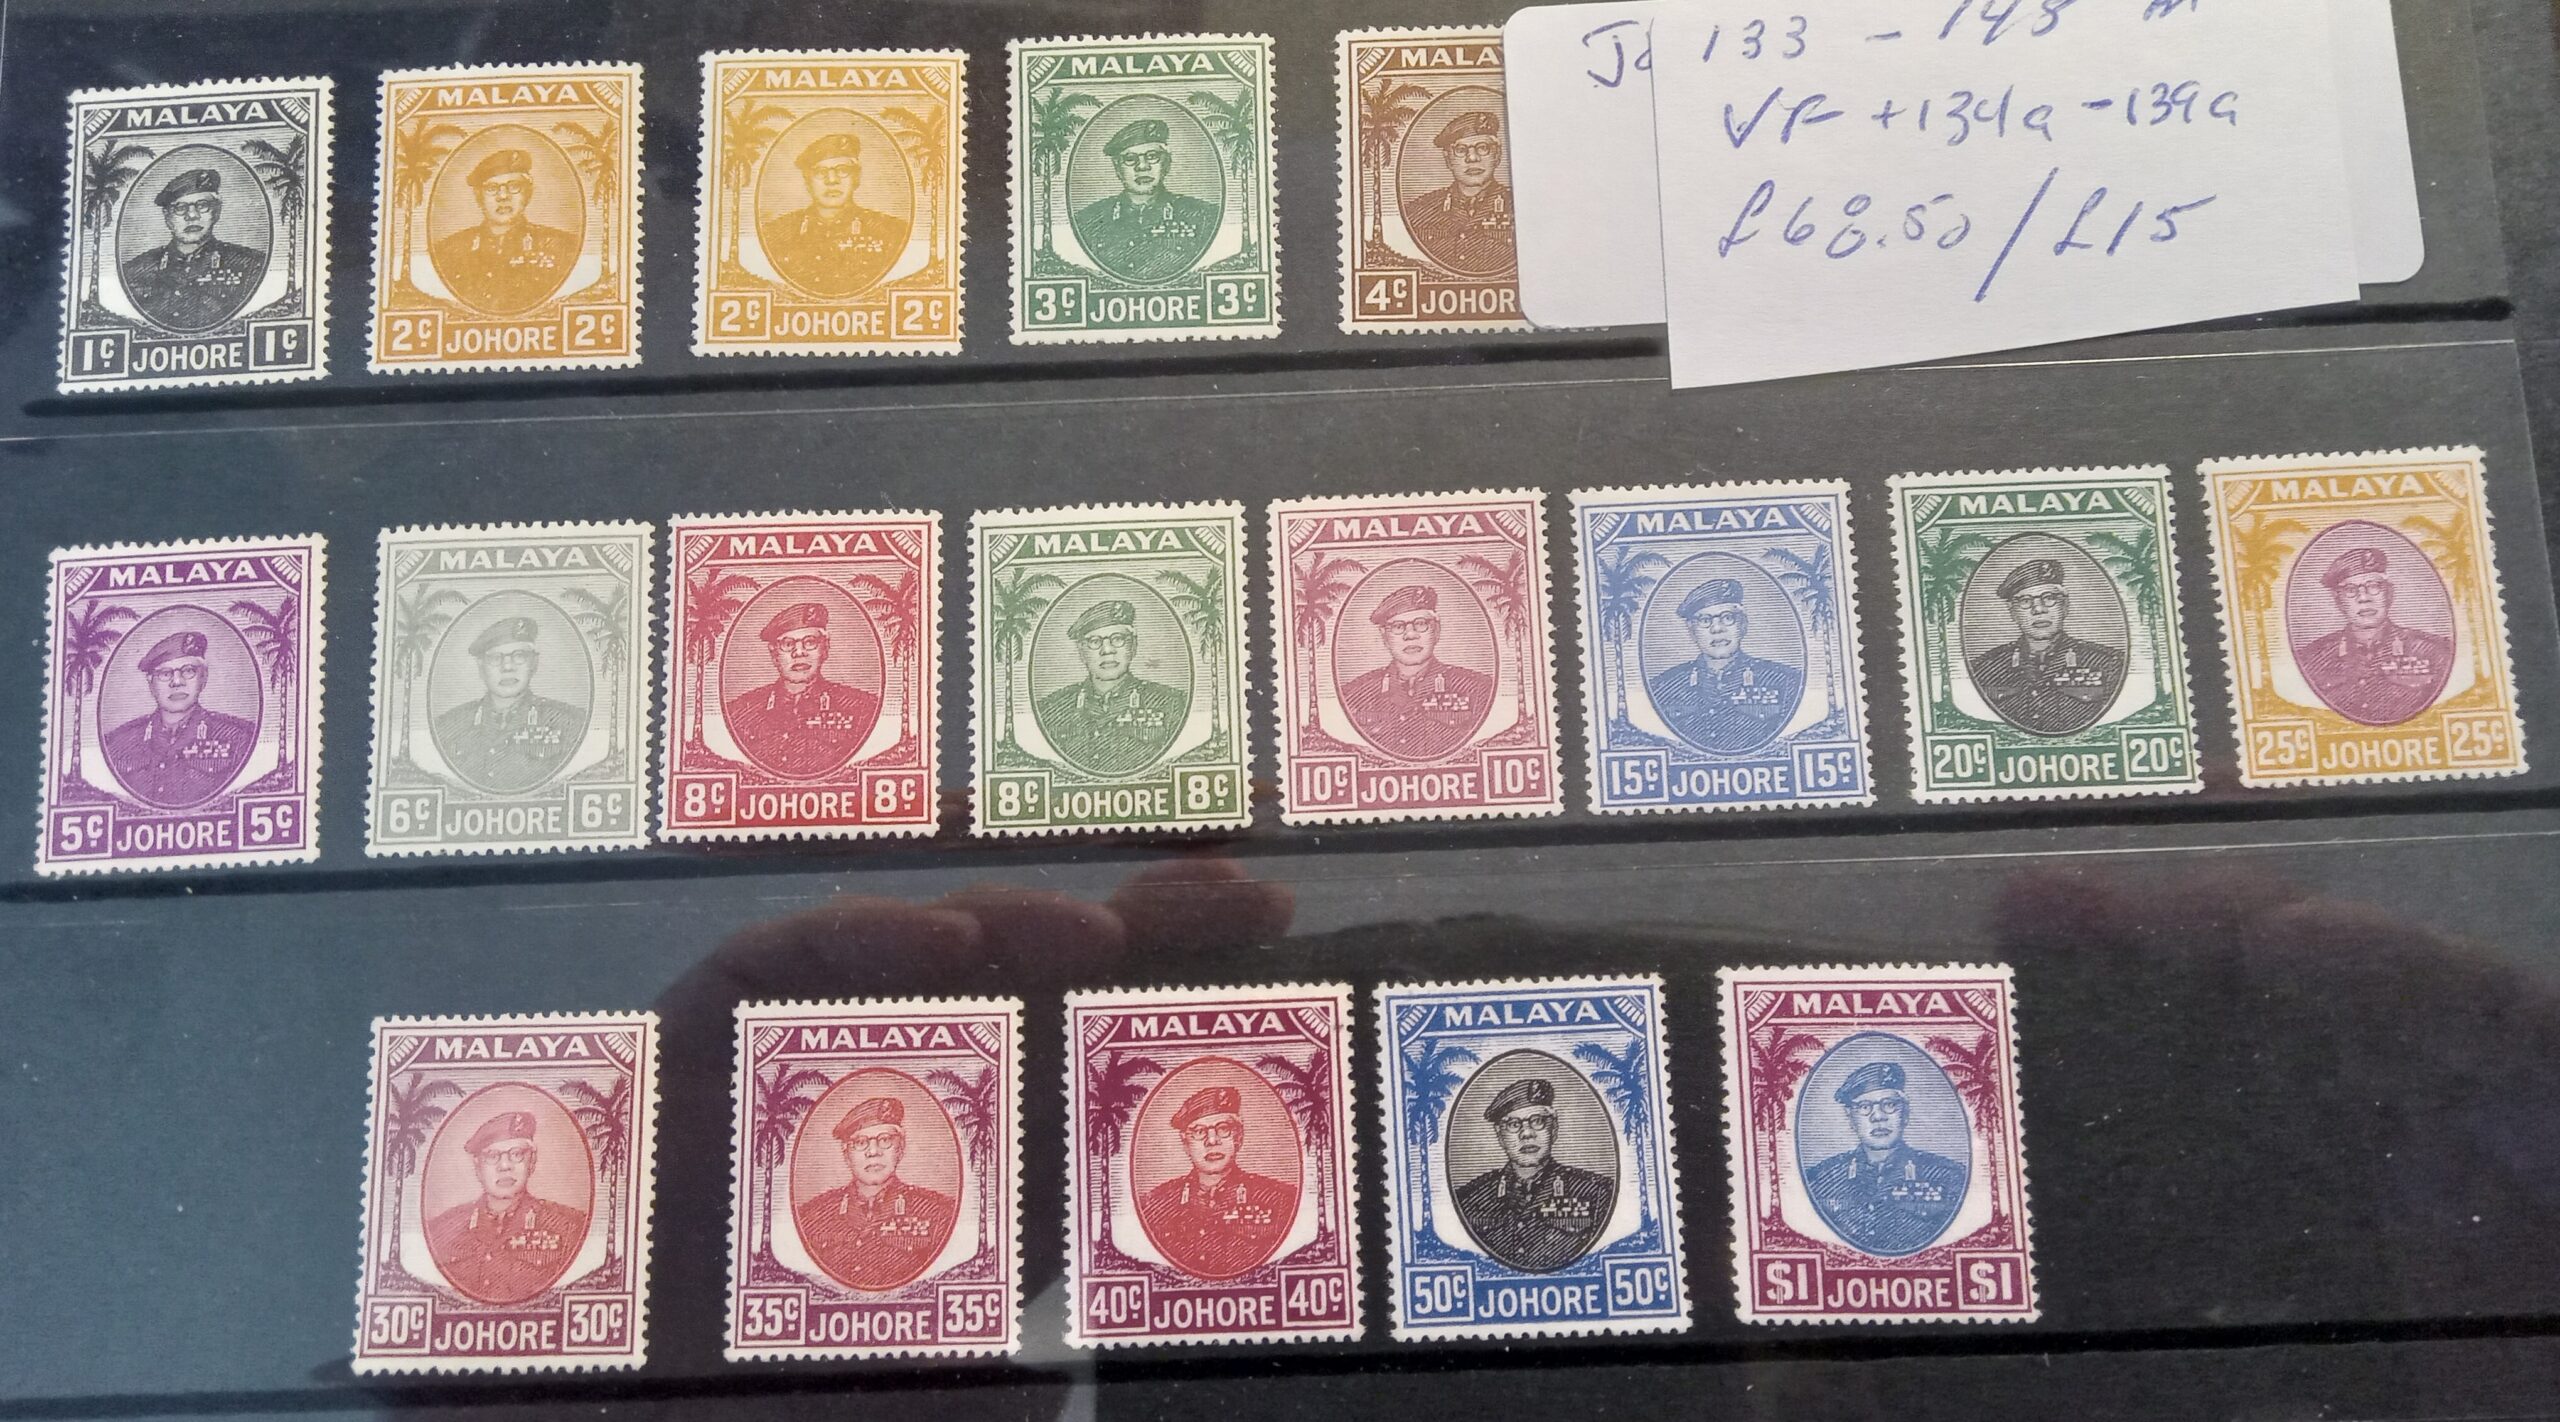 MALAYA
1c JOHORE 1c
MALAYA
2c JOHORE 2c
MALAYA
2c JOHORE 2c
MALAYA
3c JOHORE 3c
MALAYA
4c JOHOR
133 - 148
VF +134a -139a
£68.50 / £15
MALAYA
5c JOHORE 5c
MALAYA
6c JOHORE 6c
MALAYA
8c JOHORE 8c
MALAYA
8c JOHORE 8c
MALAYA
10c JOHORE 10c
MALAYA
15c JOHORE 15c
MALAYA
20c JOHORE 20c
MALAYA
25c JOHORE 25c
MALAYA
30c JOHORE 30c
MALAYA
35c JOHORE 35c
MALAYA
40c JOHORE 40c
MALAYA
50c JOHORE 50c
MALAYA
$1 JOHORE $1